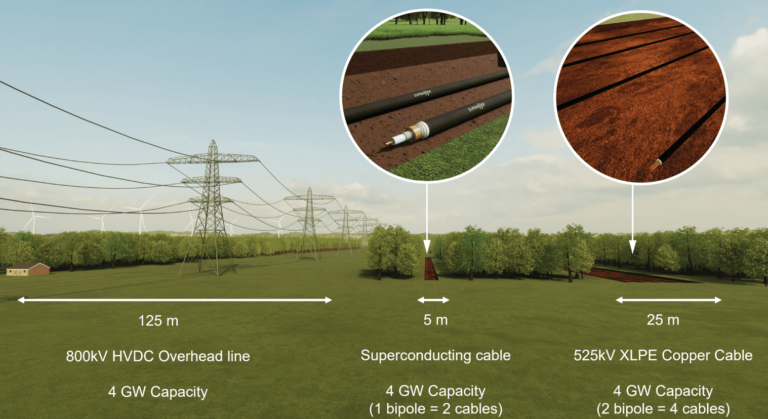 125 m
800kV HVDC Overhead line
4 GW Capacity
5 m
Superconducting cable
4 GW Capacity
(1 bipole = 2 cables)
25 m
525kV XLPE Copper Cable
4 GW Capacity
(2 bipole = 4 cables)